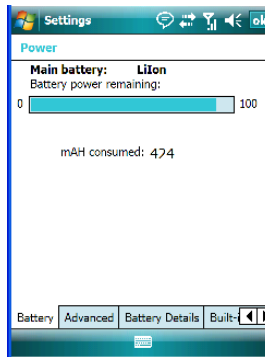 Settings ok
Power
Main battery: LiIon
Battery power remaining:
0 100
mAH consumed: 424
Battery Advanced Battery Details Built-i